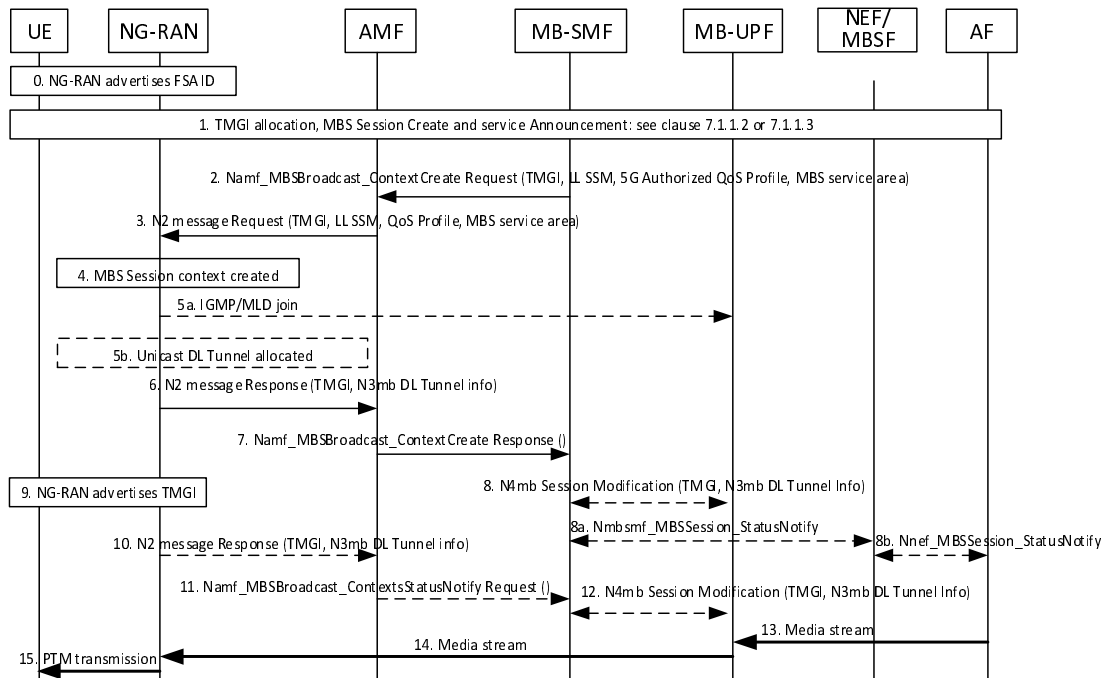 UE
NG-RAN
AMF
MB-SMF
MB-UPF
NEF/
MBSF
AF
0. NG-RAN advertises FSA ID
1. TMGI allocation, MBS Session Create and service Announcement: see clause 7.1.1.2 or 7.1.1.3
2. Namf_MBSBroadcast_ContextCreate Request (TMGI, LL SSM, 5G Authorized QoS Profile, MBS service area)
3. N2 message Request (TMGI, LL SSM, QoS Profile, MBS service area)
4. MBS Session context created
5a. IGMP/MLD join
5b. Unicast DL Tunnel allocated
6. N2 message Response (TMGI, N3mb DL Tunnel info)
7. Namf_MBSBroadcast_ContextCreate Response ()
9. NG-RAN advertises TMGI
8. N4mb Session Modification (TMGI, N3mb DL Tunnel Info)
8a. Nmbsmf_MBSSession_StatusNotify
8b. Nnef_MBSSession_StatusNotify
10. N2 message Response (TMGI, N3mb DL Tunnel info)
11. Namf_MBSBroadcast_ContextsStatusNotify Request ()
12. N4mb Session Modification (TMGI, N3mb DL Tunnel Info)
13. Media stream
14. Media stream
15. PTM transmission